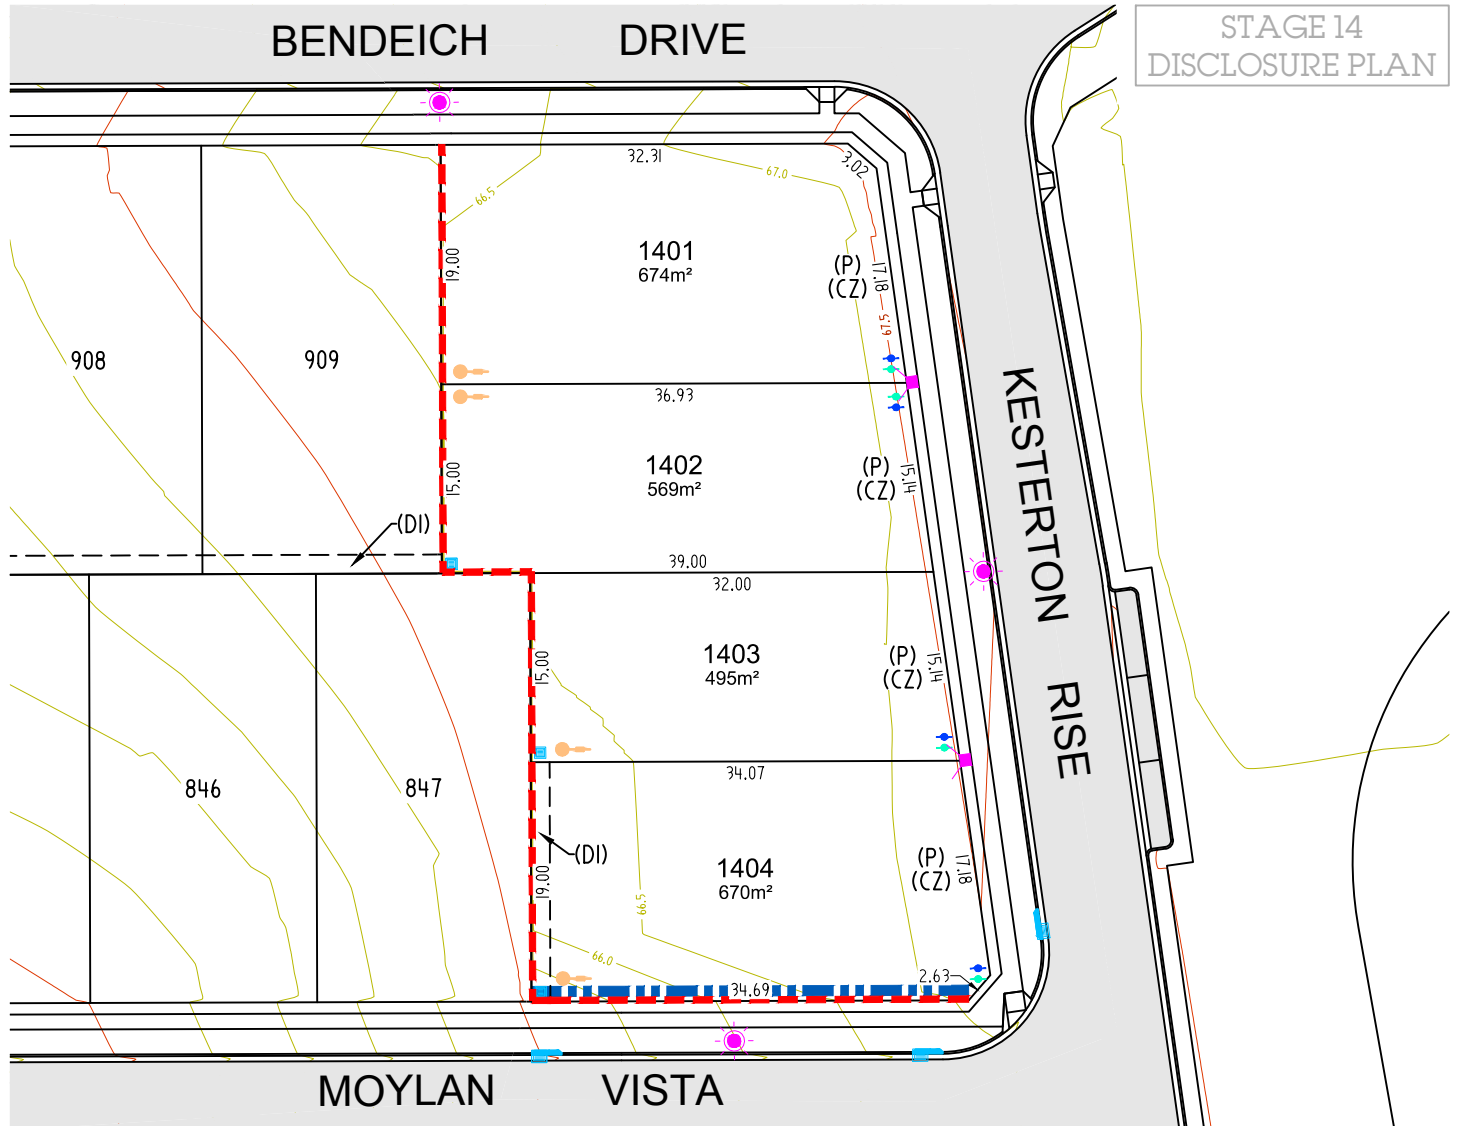 BENDEICH DRIVE
STAGE 14
DISCLOSURE PLAN
32.31
3.02
66.5
67.0
19.00
1401
674m²
(P)
(CZ)
17.18
67.5
908
909
36.93
KESTERTON RISE
15.00
1402
569m²
(P)
(CZ)
15.14
(DI)
39.00
32.00
15.00
1403
495m²
(P)
(CZ)
15.14
846
847
34.07
(DI)
19.00
1404
670m²
(P)
(CZ)
17.18
66.5
66.0
2.63
34.69
MOYLAN VISTA